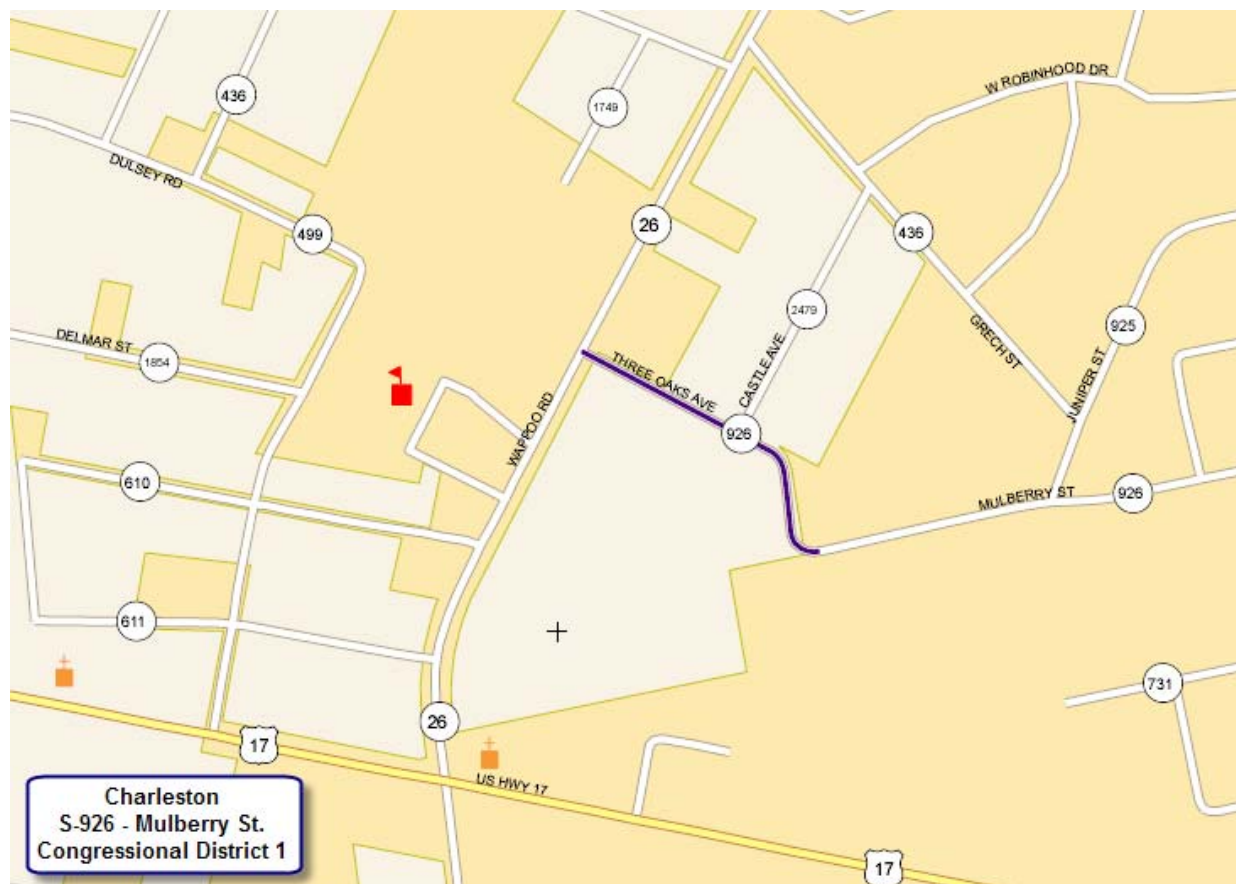 436
1749
W ROBINHOOD DR
DULSEY RD
499
26
436
2479
925
DELMAR ST
1854
THREE OAKS AVE
CASTLE AVE
GRECH ST
JUNIPER ST
WAPPOO RD
926
610
MULBERRY ST
926
611
731
26
17
US HWY 17
17
Charleston
S-926 - Mulberry St.
Congressional District 1